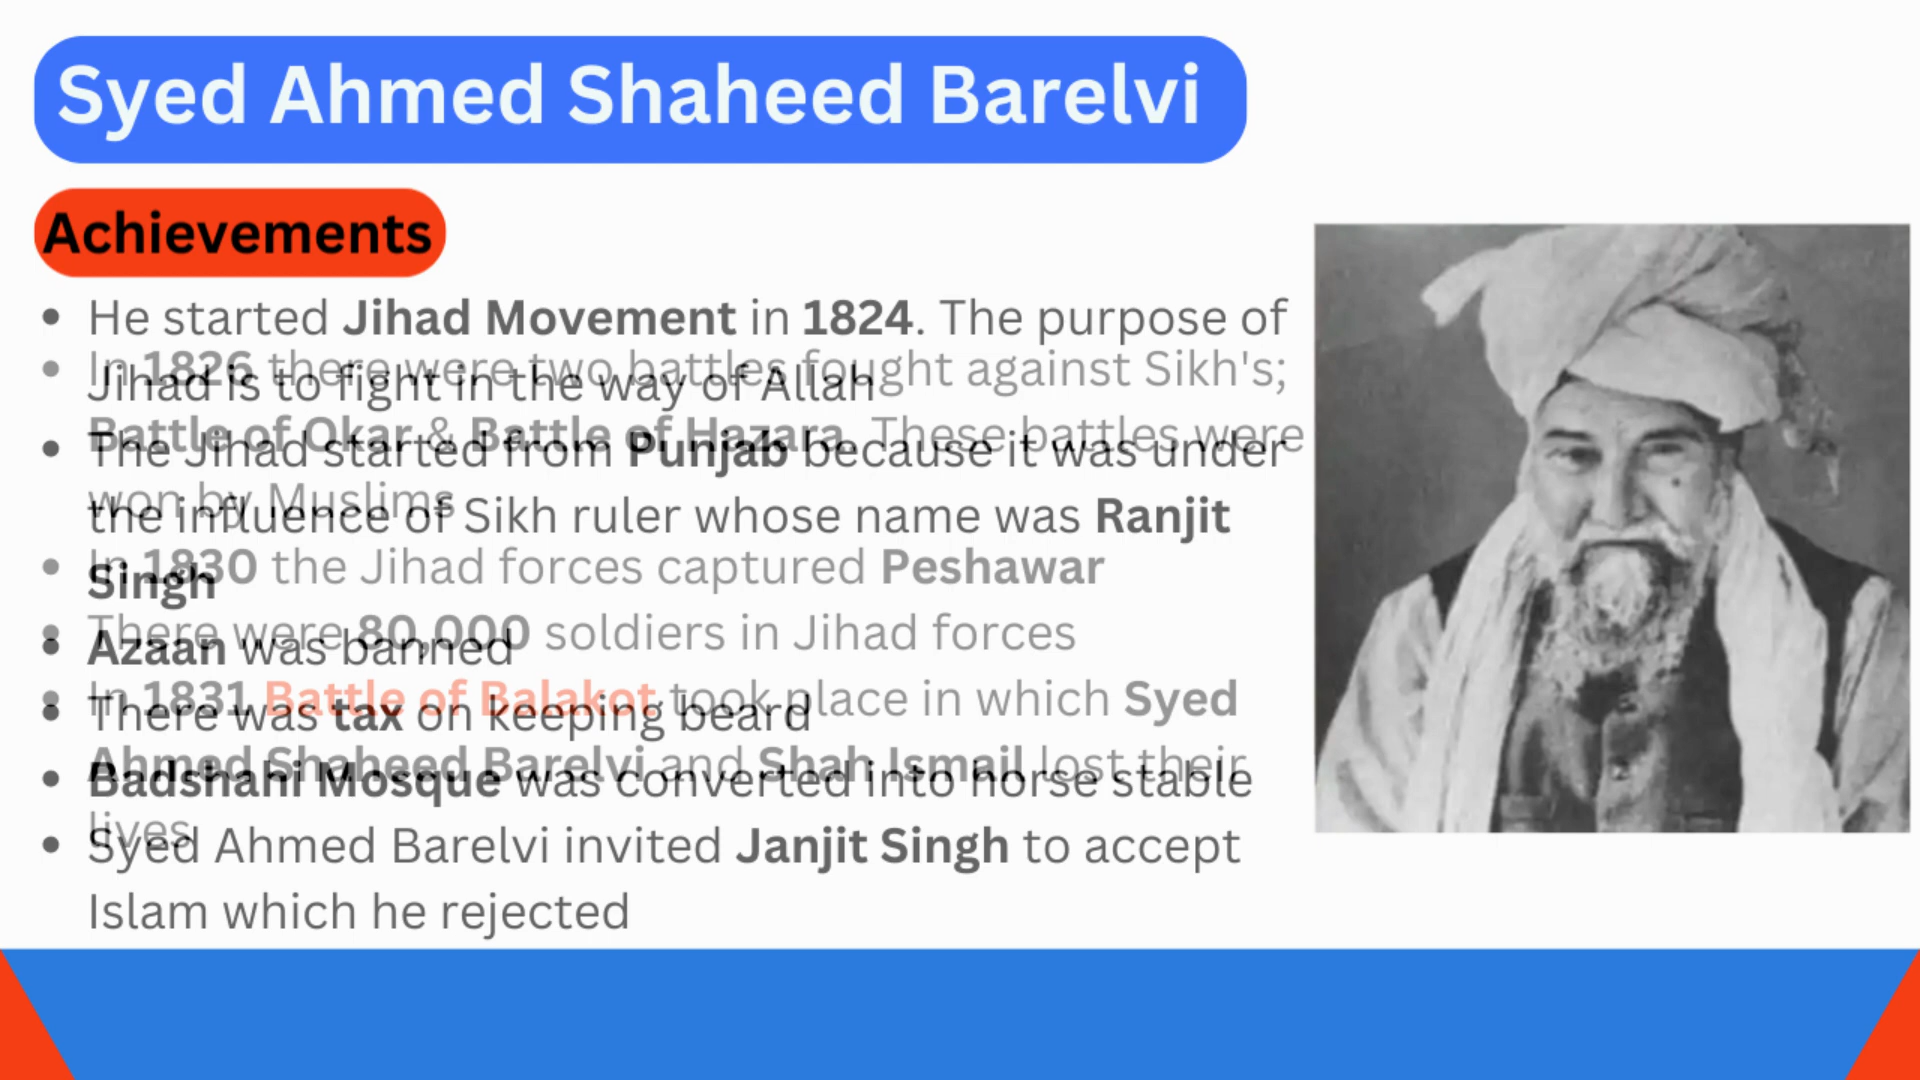 Syed Ahmed Shaheed Barelvi
Achievements
He started Jihad Movement in 1824. The purpose of
Jihad is to fight in the way of Allah
The Jihad started from Punjab because it was under
the influence of Sikh ruler whose name was Ranjit
Singh
Azaan was banned
There was tax on keeping beard
Badshahi Mosque was converted into horse stable
Syed Ahmed Barelvi invited Janjit Singh to accept
Islam which he rejected
In 1826 there were two battles fought against Sikh's;
Battle of Okar & Battle of Hazara. These battles were
won by Muslims
In 1830 the Jihad forces captured Peshawar
There were 80,000 soldiers in Jihad forces
In 1831 Battle of Balakot took place in which Syed
Ahmed Shaheed Barelvi and Shah Ismail lost their
lives